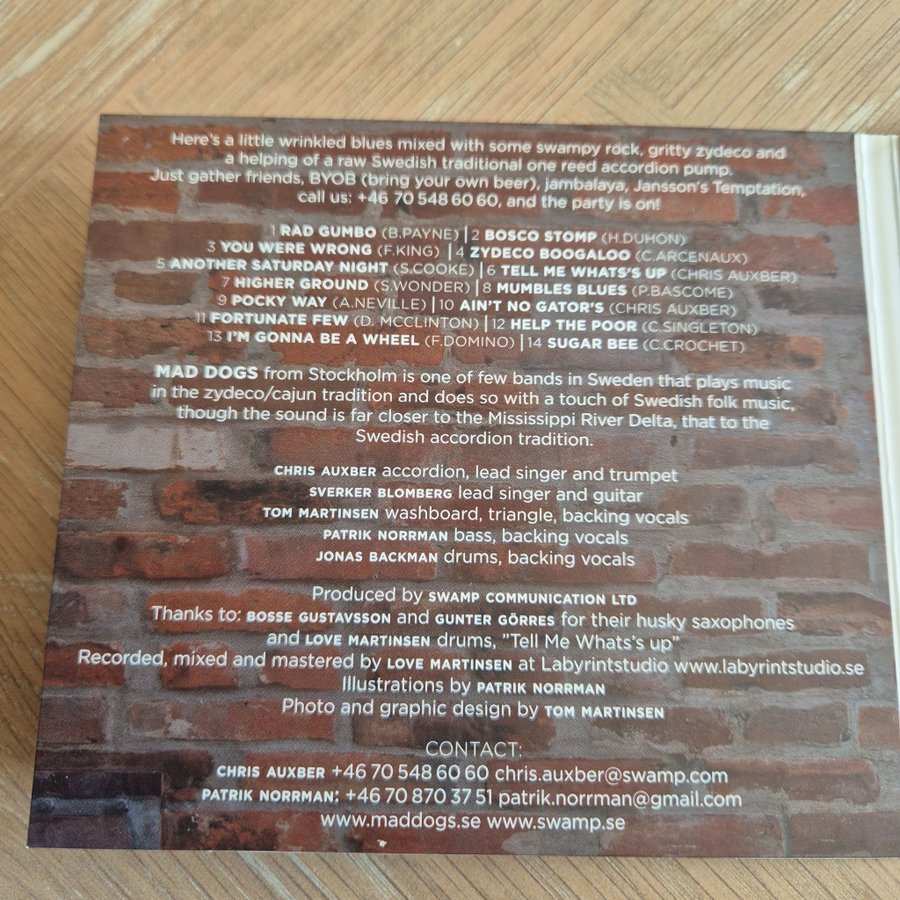 Here's a little wrinkled blues mixed with some swampy rock, gritty zydeco and
a helping of a raw Swedish traditional one reed accordion pump.
Just gather friends, BYOB (bring your own beer), jambalaya, Jansson's Temptation,
call us: +46 70 548 60 60, and the party is on!
1 RAD GUMBO (B.PAYNE) | 2 BOSCO STOMP (H.DUHON)
3 YOU WERE WRONG (F.KING) | 4 ZYDECO BOOGALOO (C.ARCENAUX)
5 ANOTHER SATURDAY NIGHT (S.COOKE) | 6 TELL ME WHATS'S UP (CHRIS AUXBER)
7 HIGHER GROUND (S.WONDER) | 8 MUMBLES BLUES (P.BASCOME)
9 POCKY WAY (A.NEVILLE) | 10 AIN'T NO GATOR'S (CHRIS AUXBER)
11 FORTUNATE FEW (D. MCCLINTON) | 12 HELP THE POOR (C.SINGLETON)
13 I'M GONNA BE A WHEEL (F.DOMINO) | 14 SUGAR BEE (C.CROCHET)
MAD DOGS from Stockholm is one of few bands in Sweden that plays music
in the zydeco/cajun tradition and does so with a touch of Swedish folk music,
though the sound is far closer to the Mississippi River Delta, that to the
Swedish accordion tradition.
CHRIS AUXBER accordion, lead singer and trumpet
SVERKER BLOMBERG lead singer and guitar
TOM MARTINSEN washboard, triangle, backing vocals
PATRIK NORRMAN bass, backing vocals
JONAS BACKMAN drums, backing vocals
Produced by SWAMP COMMUNICATION LTD
Thanks to: BOSSE GUSTAVSSON and GUNTER GÖRRES for their husky saxophones
and LOVE MARTINSEN drums, "Tell Me Whats's up"
Recorded, mixed and mastered by LOVE MARTINSEN at Labyrintstudio www.labyrintstudio.se
Illustrations by PATRIK NORRMAN
Photo and graphic design by TOM MARTINSEN
CONTACT:
CHRIS AUXBER +46 70 548 60 60 chris.auxber@swamp.com
PATRIK NORRMAN: +46 70 870 37 51 patrik.norrman@gmail.com
www.maddogs.se www.swamp.se